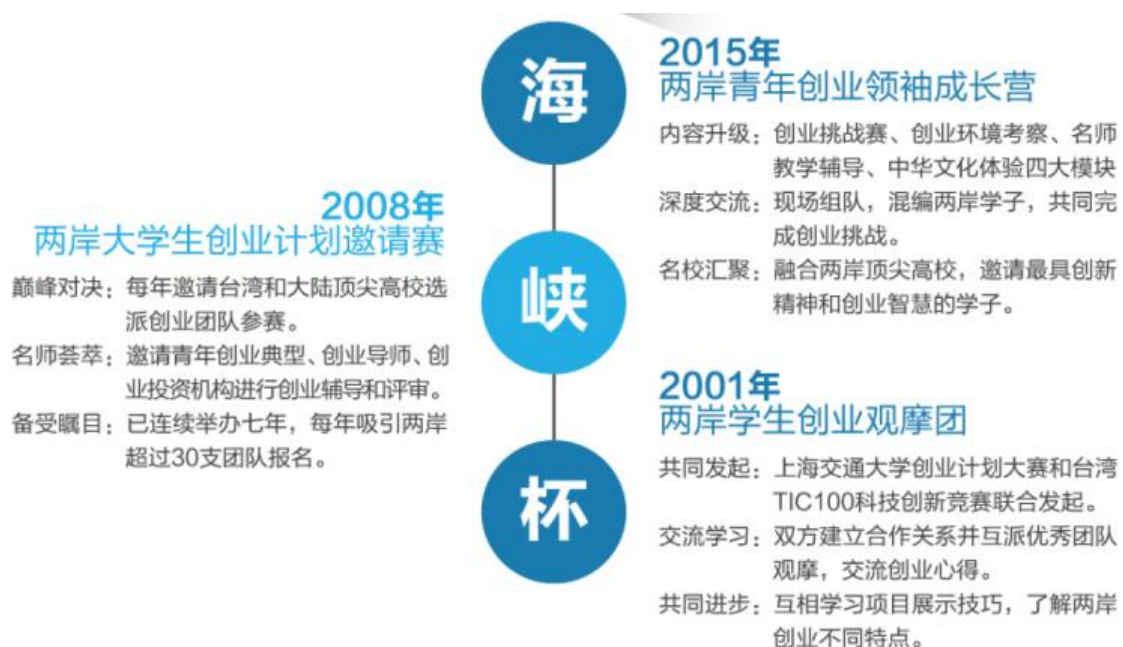 海
2015年
两岸青年创业领袖成长营
内容升级：创业挑战赛、创业环境考察、名师
教学辅导、中华文化体验四大模块
深度交流：现场组队，混编两岸学子，共同完
成创业挑战。
名校汇聚：融合两岸顶尖高校，邀请最具创新
精神和创业智慧的学子。
峡
2008年
两岸大学生创业计划邀请赛
巅峰对决：每年邀请台湾和大陆顶尖高校选
派创业团队参赛。
名师荟萃：邀请青年创业典型、创业导师、创
业投资机构进行创业辅导和评审。
备受瞩目：已连续举办七年，每年吸引两岸
超过30支团队报名。
杯
2001年
两岸学生创业观摩团
共同发起：上海交通大学创业计划大赛和台湾
TIC100科技创新竞赛联合发起。
交流学习：双方建立合作关系并互派优秀团队
观摩，交流创业心得。
共同进步：互相学习项目展示技巧，了解两岸
创业不同特点。